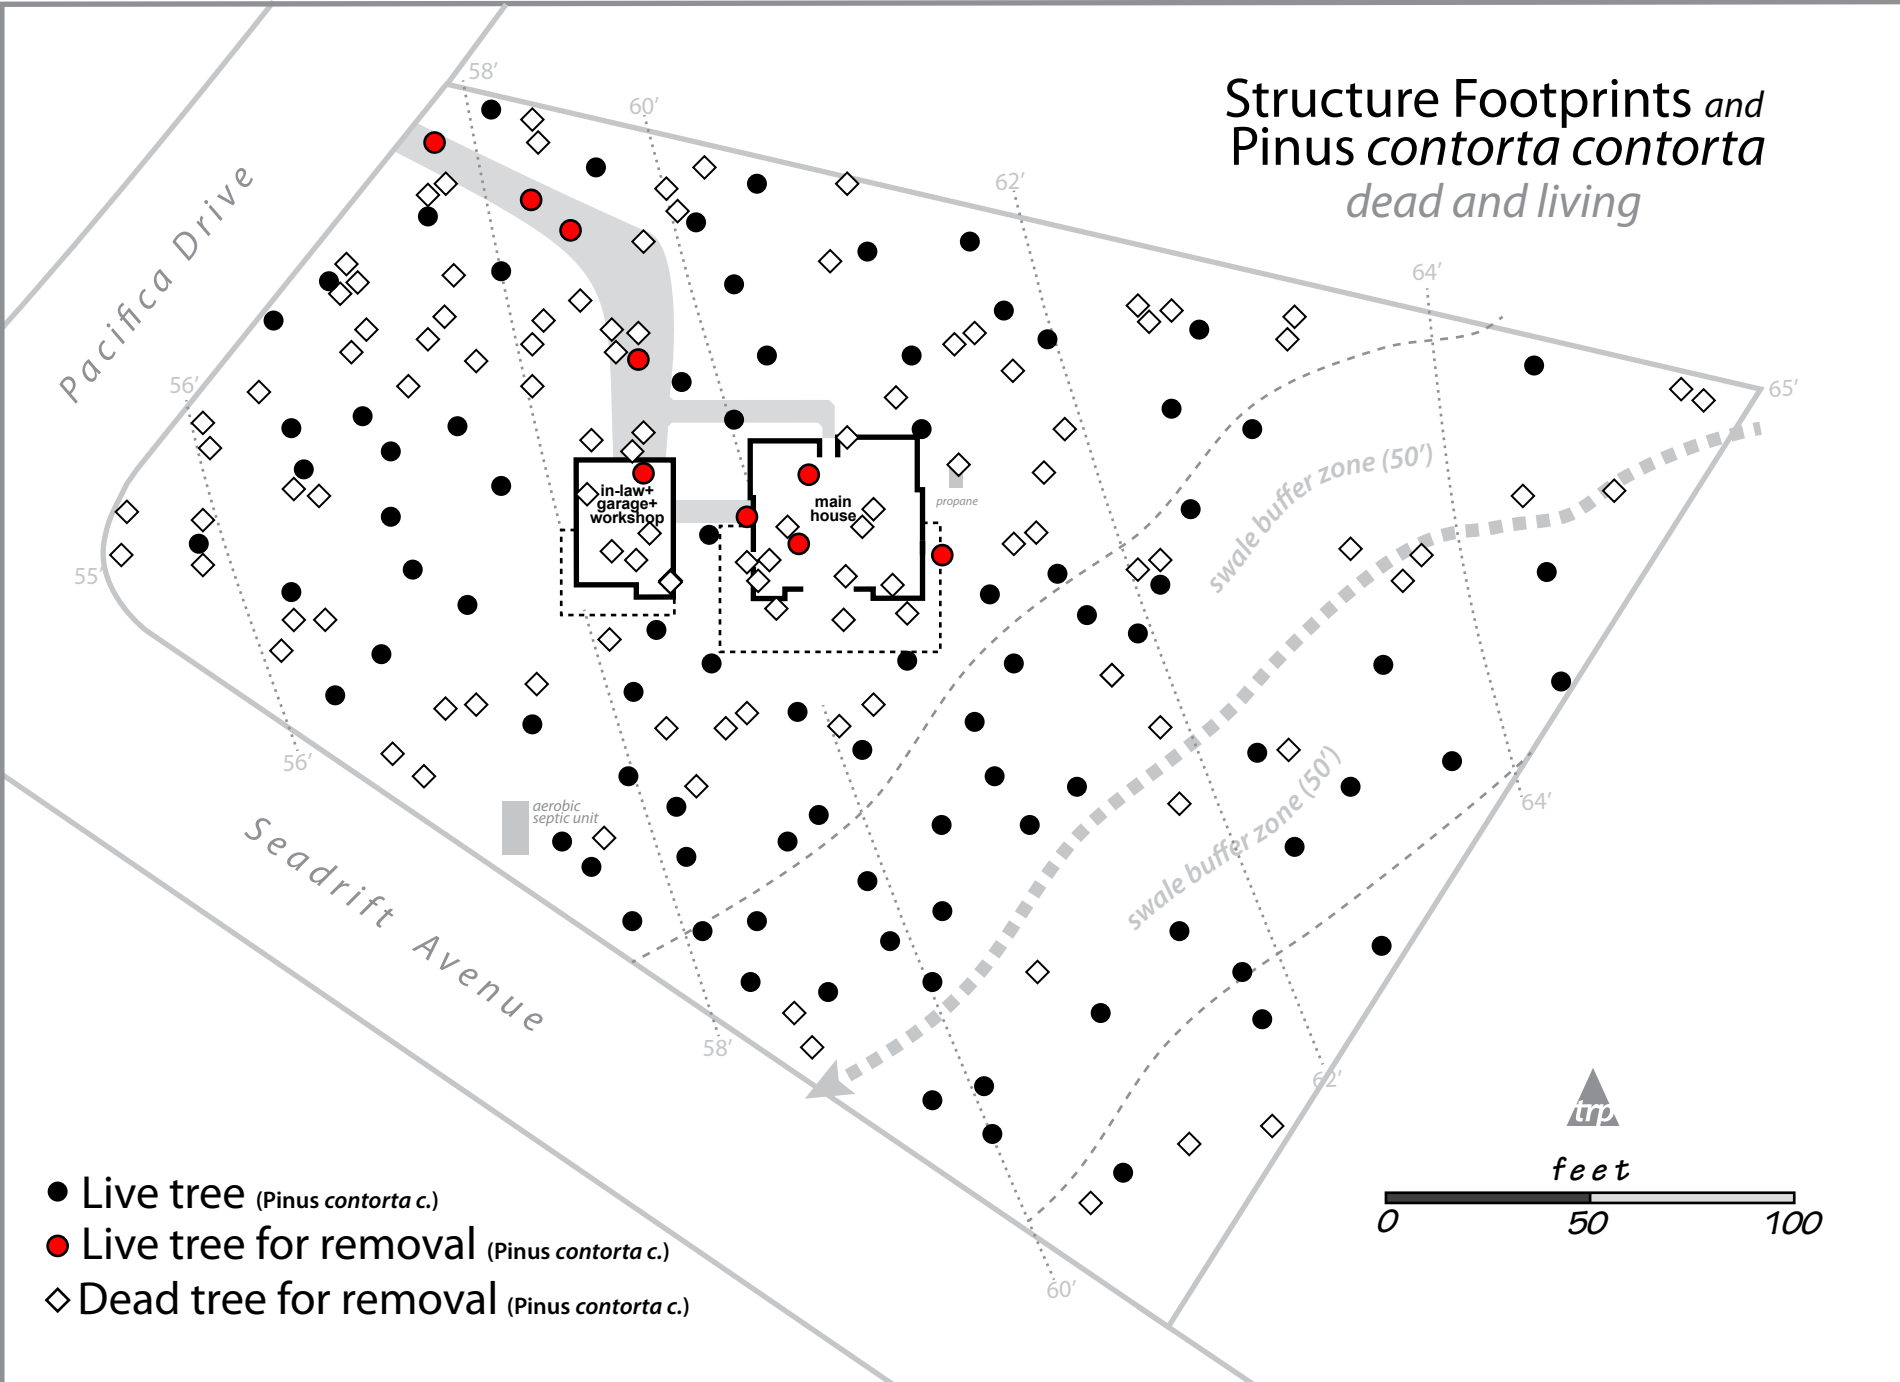 Structure Footprints and
Pinus contorta contorta
dead and living
58’
60’
62’
64’
65’
Pacifica Drive
56’
55’
in-law+
garage+
workshop
main
house
propane
swale buffer zone (50’)
swale buffer zone (50’)
56’
aerobic
septic unit
64’
Seadrift Avenue
58’
62’
60’
trp
feet
0 50 100
Live tree (Pinus contorta c.)
Live tree for removal (Pinus contorta c.)
Dead tree for removal (Pinus contorta c.)